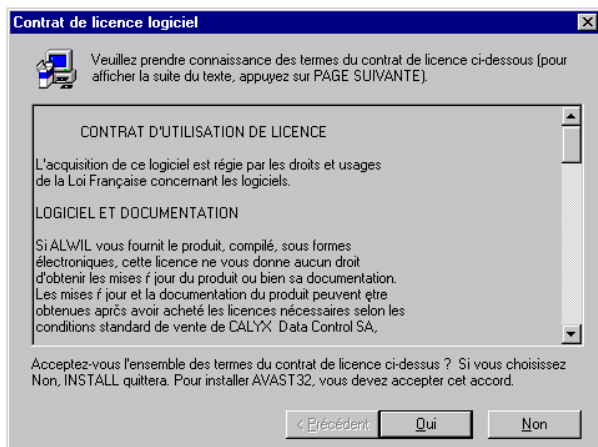 Contrat de licence logiciel
Veuillez prendre connaissance des termes du contrat de licence ci-dessous (pour
afficher la suite du texte, appuyez sur PAGE SUIVANTE).
CONTRAT D'UTILISATION DE LICENCE
L'acquisition de ce logiciel est régie par les droits et usages
de la Loi Française concernant les logiciels.
LOGICIEL ET DOCUMENTATION
Si ALWIL vous fournit le produit, compilé, sous formes
électroniques, cette licence ne vous donne aucun droit
d'obtenir les mises ŕ jour du produit ou bien sa documentation.
Les mises ŕ jour et la documentation du produit peuvent ętre
obtenues aprčs avoir acheté les licences nécessaires selon les
conditions standard de vente de CALYX Data Control SA,
Acceptez-vous l'ensemble des termes du contrat de licence ci-dessus ? Si vous choisissez
Non, INSTALL quittera. Pour installer AVAST32, vous devez accepter cet accord.
< Précédent Oui Non